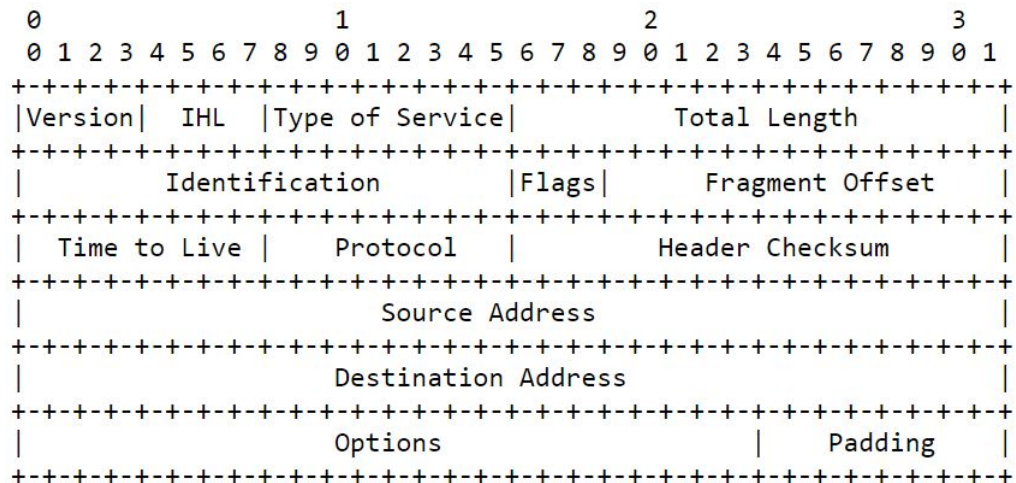 0                   1                   2                   3
 0 1 2 3 4 5 6 7 8 9 0 1 2 3 4 5 6 7 8 9 0 1 2 3 4 5 6 7 8 9 0 1
+-+-+-+-+-+-+-+-+-+-+-+-+-+-+-+-+-+-+-+-+-+-+-+-+-+-+-+-+-+-+-+-+
|Version|  IHL  |Type of Service|          Total Length         |
+-+-+-+-+-+-+-+-+-+-+-+-+-+-+-+-+-+-+-+-+-+-+-+-+-+-+-+-+-+-+-+-+
|         Identification        |Flags|      Fragment Offset    |
+-+-+-+-+-+-+-+-+-+-+-+-+-+-+-+-+-+-+-+-+-+-+-+-+-+-+-+-+-+-+-+-+
|  Time to Live |    Protocol   |         Header Checksum       |
+-+-+-+-+-+-+-+-+-+-+-+-+-+-+-+-+-+-+-+-+-+-+-+-+-+-+-+-+-+-+-+-+
|                       Source Address                          |
+-+-+-+-+-+-+-+-+-+-+-+-+-+-+-+-+-+-+-+-+-+-+-+-+-+-+-+-+-+-+-+-+
|                    Destination Address                        |
+-+-+-+-+-+-+-+-+-+-+-+-+-+-+-+-+-+-+-+-+-+-+-+-+-+-+-+-+-+-+-+-+
|                    Options                    |    Padding    |
+-+-+-+-+-+-+-+-+-+-+-+-+-+-+-+-+-+-+-+-+-+-+-+-+-+-+-+-+-+-+-+-+